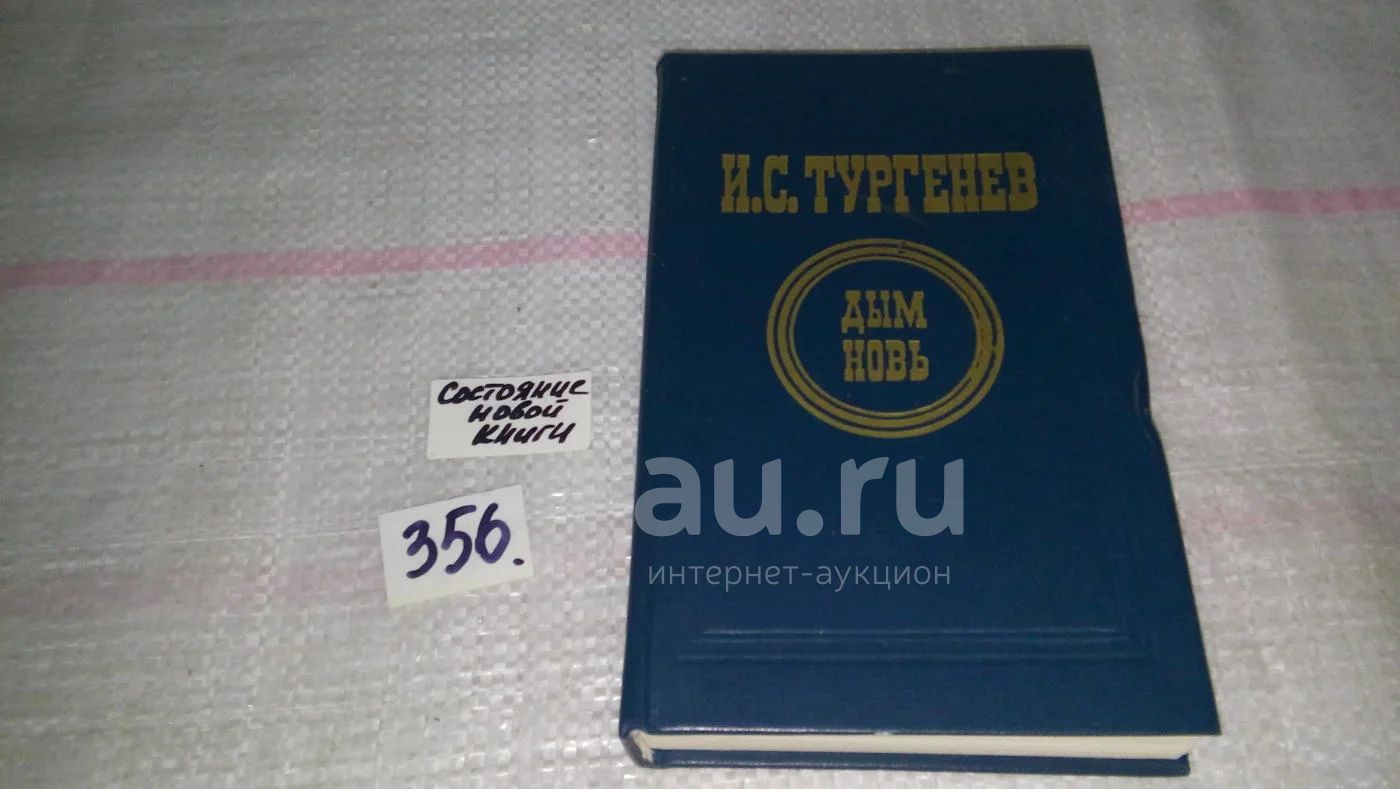 И.С. ТУРГЕНЕВ
ДЫМ
НОВЬ
Состояние
новой
книги
356.
au.ru
интернет-аукцион